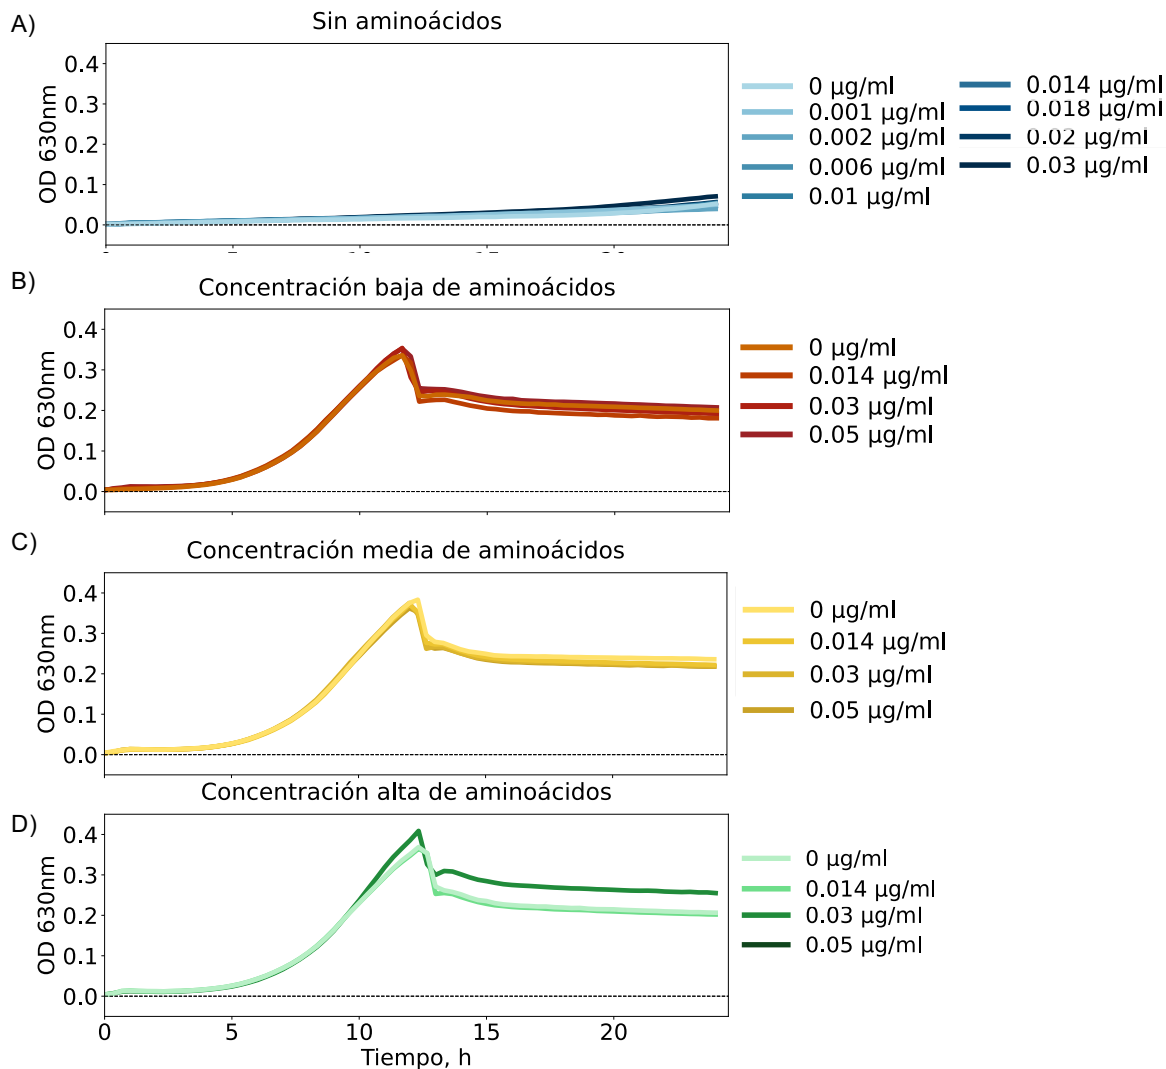 A)
Sin aminoácidos
OD 630nm
0.4
0.3
0.2
0.1
0.0
0 µg/ml
0.001 µg/ml
0.002 µg/ml
0.006 µg/ml
0.01 µg/ml
0.014 µg/ml
0.018 µg/ml
0.02 µg/ml
0.03 µg/ml
B)
Concentración baja de aminoácidos
OD 630nm
0.4
0.3
0.2
0.1
0.0
0 µg/ml
0.014 µg/ml
0.03 µg/ml
0.05 µg/ml
C)
Concentración media de aminoácidos
OD 630nm
0.4
0.3
0.2
0.1
0.0
0 µg/ml
0.014 µg/ml
0.03 µg/ml
0.05 µg/ml
Concentración alta de aminoácidos
D)
OD 630nm
0.4
0.3
0.2
0.1
0.0
0 µg/ml
0.014 µg/ml
0.03 µg/ml
0.05 µg/ml
0 5 10 15 20
Tiempo, h